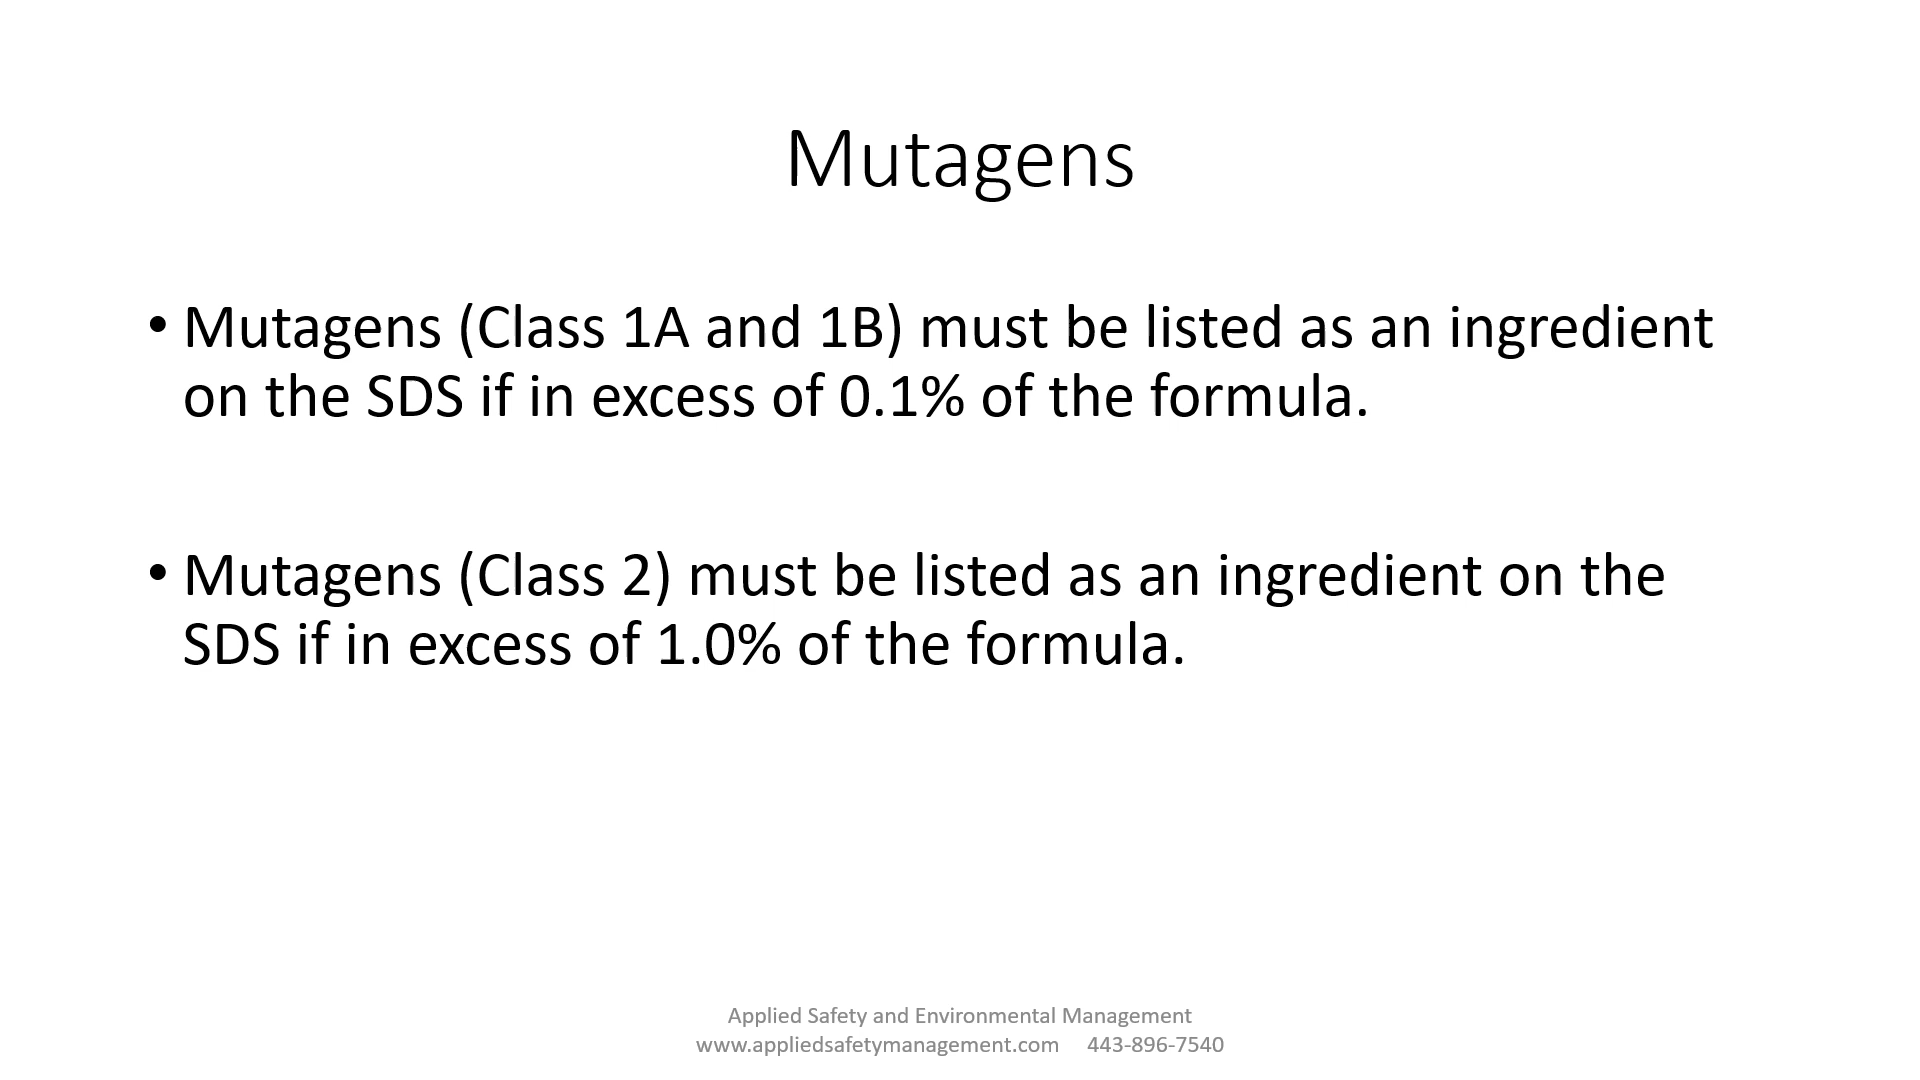 Mutagens
• Mutagens (Class 1A and 1B) must be listed as an ingredient
on the SDS if in excess of 0.1% of the formula.
• Mutagens (Class 2) must be listed as an ingredient on the
SDS if in excess of 1.0% of the formula.
Applied Safety and Environmental Management
www.appliedsafetymanagement.com 443-896-7540